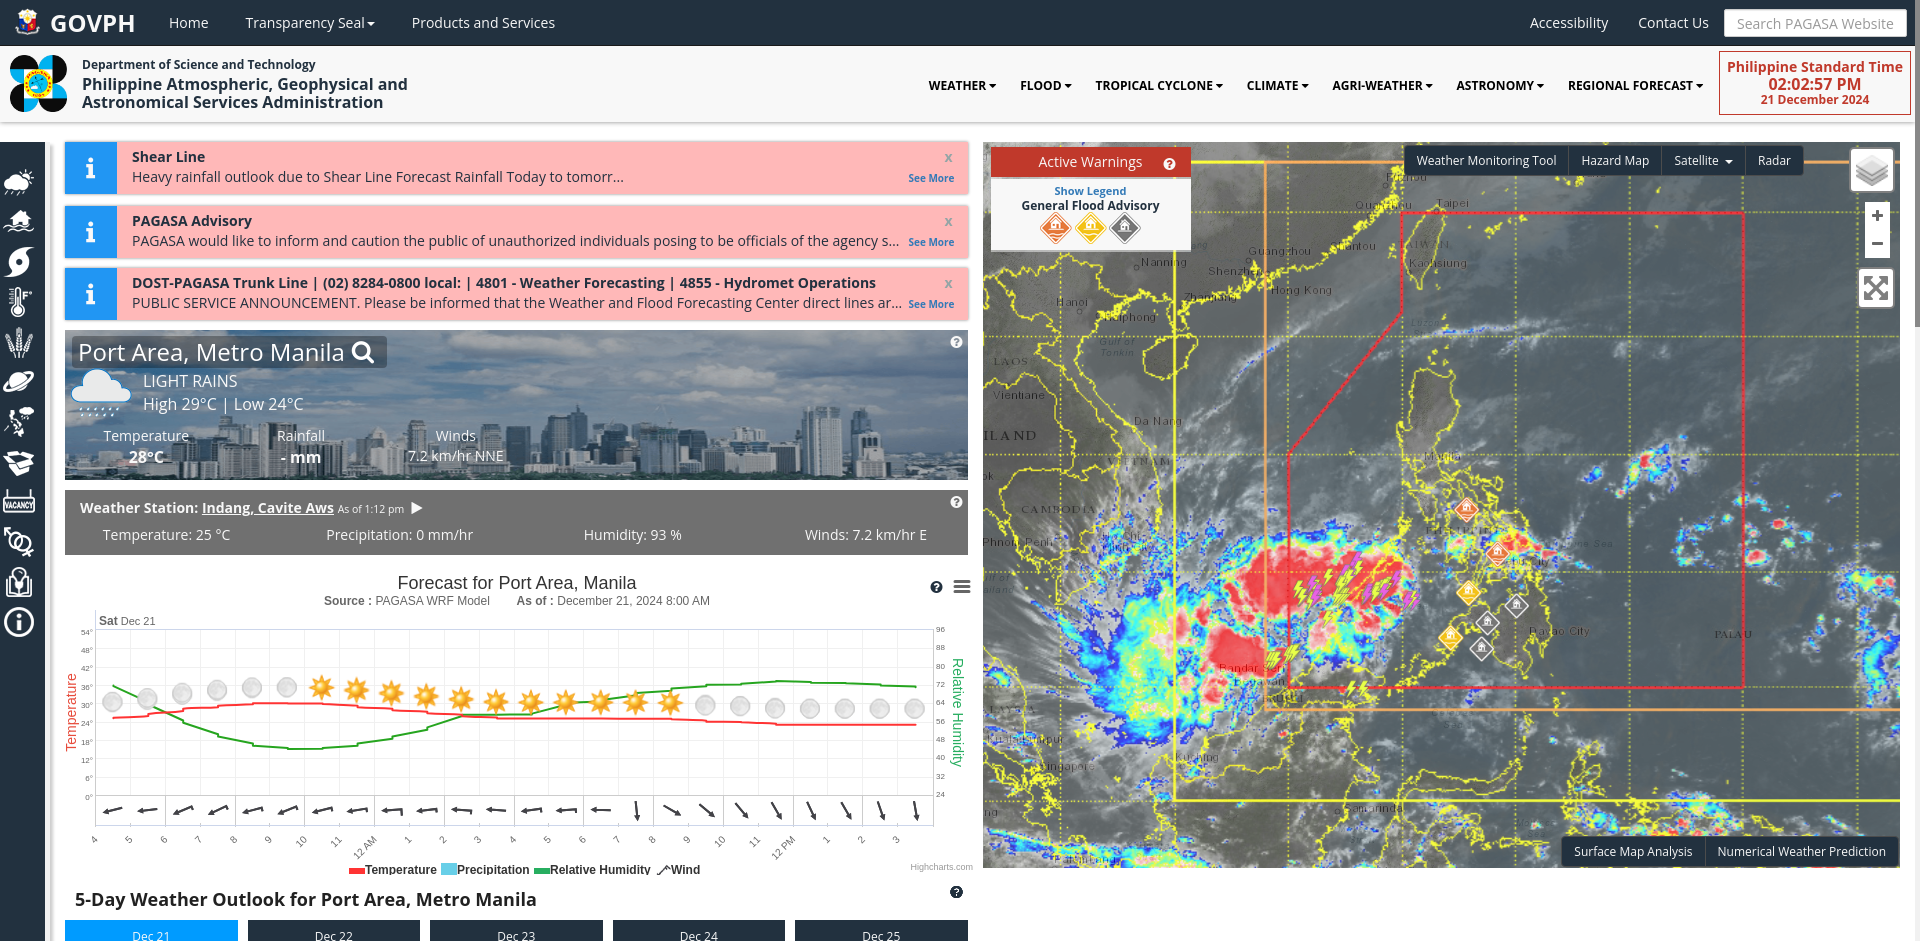 GOVPH
Home
Transparency Seal
Products and Services
Accessibility
Contact Us
Search PAGASA Website
Department of Science and Technology
Philippine Atmospheric, Geophysical and
Astronomical Services Administration
WEATHER
FLOOD
TROPICAL CYCLONE
CLIMATE
AGRI-WEATHER
ASTRONOMY
REGIONAL FORECAST
Philippine Standard Time
02:02:57 PM
21 December 2024
Shear Line
x
Heavy rainfall outlook due to Shear Line Forecast Rainfall Today to tomorr...
See More
PAGASA Advisory
x
PAGASA would like to inform and caution the public of unauthorized individuals posing to be officials of the agency s...
See More
DOST-PAGASA Trunk Line | (02) 8284-0800 local: | 4801 - Weather Forecasting | 4855 - Hydromet Operations
x
PUBLIC SERVICE ANNOUNCEMENT. Please be informed that the Weather and Flood Forecasting Center direct lines ar...
See More
Port Area, Metro Manila
LIGHT RAINS
High 29°C | Low 24°C
Temperature
28°C
Rainfall
- mm
Winds
7.2 km/hr NNE
Weather Station: Indang, Cavite Aws As of 1:12 pm
Temperature: 25 °C
Precipitation: 0 mm/hr
Humidity: 93 %
Winds: 7.2 km/hr E
Forecast for Port Area, Manila
Source : PAGASA WRF Model As of : December 21, 2024 8:00 AM
Sat Dec 21
Temperature
54°
48°
42°
36°
30°
24°
18°
12°
6°
0°
96
88
80
72
64
56
48
40
32
24
Relative Humidity
4 5 6 7 8 9 10 11 12 AM 1 2 3 4 5 6 7 8 9 10 11 12 PM 1 2 3
Temperature Precipitation Relative Humidity Wind
Highcharts.com
5-Day Weather Outlook for Port Area, Metro Manila
Dec 21
Dec 22
Dec 23
Dec 24
Dec 25
VACANCY
Active Warnings
Show Legend
General Flood Advisory
Weather Monitoring Tool
Hazard Map
Satellite
Radar
+
−
Taipei
TAIWAN
Kaohsiung
Guangzhou
Shantou
Nanning
Shenzhen
Hong Kong
Zhanjiang
Hanoi
Haiphong
Gulf of
Tonkin
LAOS
Vientiane
Da Nang
VIETNAM
CAMBODIA
Manila
Davao City
PALAU
Kuching
Singapore
Samarinda
Surface Map Analysis
Numerical Weather Prediction